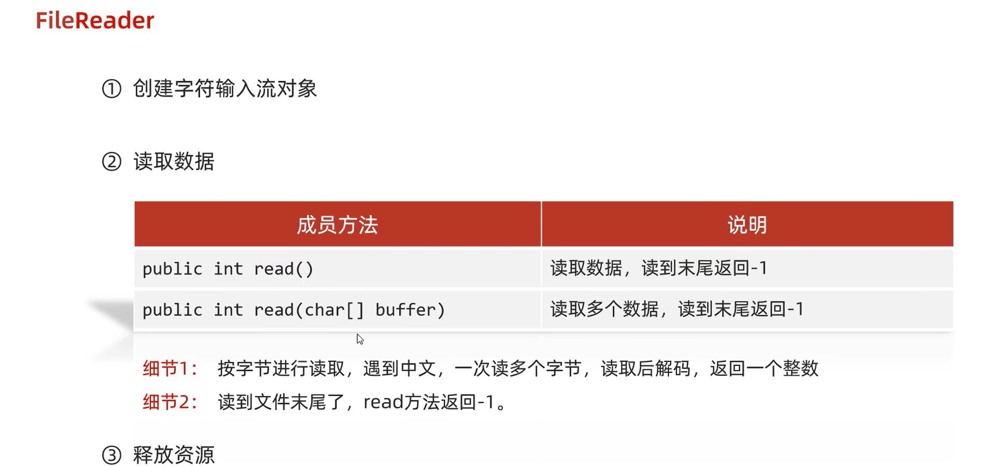 FileReader
① 创建字符输入流对象
② 读取数据
成员方法 说明
public int read() 读取数据，读到末尾返回-1
public int read(char[] buffer) 读取多个数据，读到末尾返回-1
细节1： 按字节进行读取，遇到中文，一次读多个字节，读取后解码，返回一个整数
细节2： 读到文件末尾了，read方法返回-1。
③ 释放资源